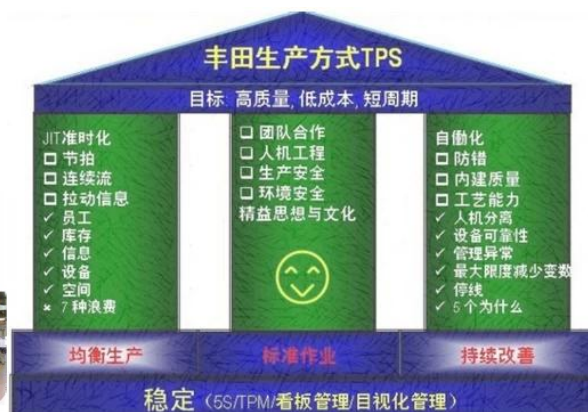 丰田生产方式TPS
目标: 高质量, 低成本, 短周期
JIT准时化
节拍
连续流
拉动信息
员工
库存
信息
设备
空间
7种浪费
团队合作
人机工程
生产安全
环境安全
精益思想与文化
自働化
防错
内建质量
工艺能力
人机分离
设备可靠性
管理异常
最大限度减少变数
停线
5个为什么
均衡生产
标准作业
持续改善
稳定（5S/TPM/看板管理/目视化管理）